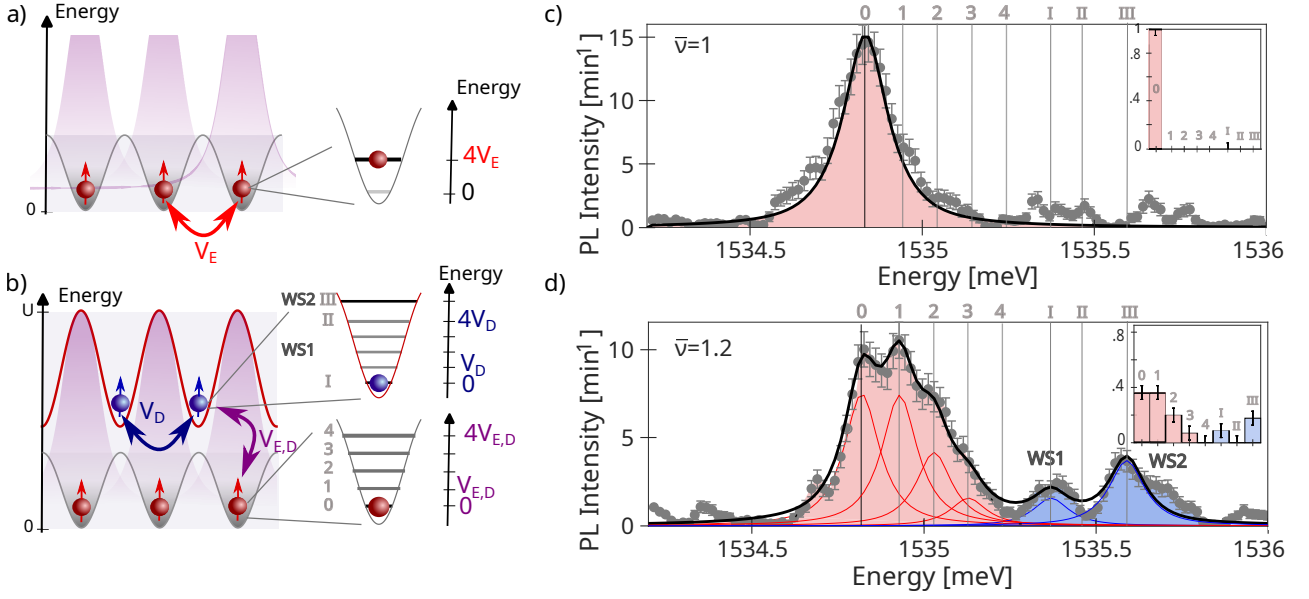 a)
Energy
0
V_E
Energy
4V_E
0
b)
Energy
U
0
V_D
V_E,D
WS2 III
II
WS1
I
Energy
4V_D
V_D
0
4
3
2
1
0
4V_E,D
V_E,D
0
c)
0 1 2 3 4 I II III
ν̄=1
PL Intensity [min¹]
15
10
5
0
1534.5 1535 1535.5 1536
Energy [meV]
1
.8
.4
0
0 1 2 3 4 I II III
d)
0 1 2 3 4 I II III
ν̄=1.2
PL Intensity [min¹]
10
5
0
WS1 WS2
1534.5 1535 1535.5 1536
Energy [meV]
.8
.4
0
0 1 2 3 4 I II III